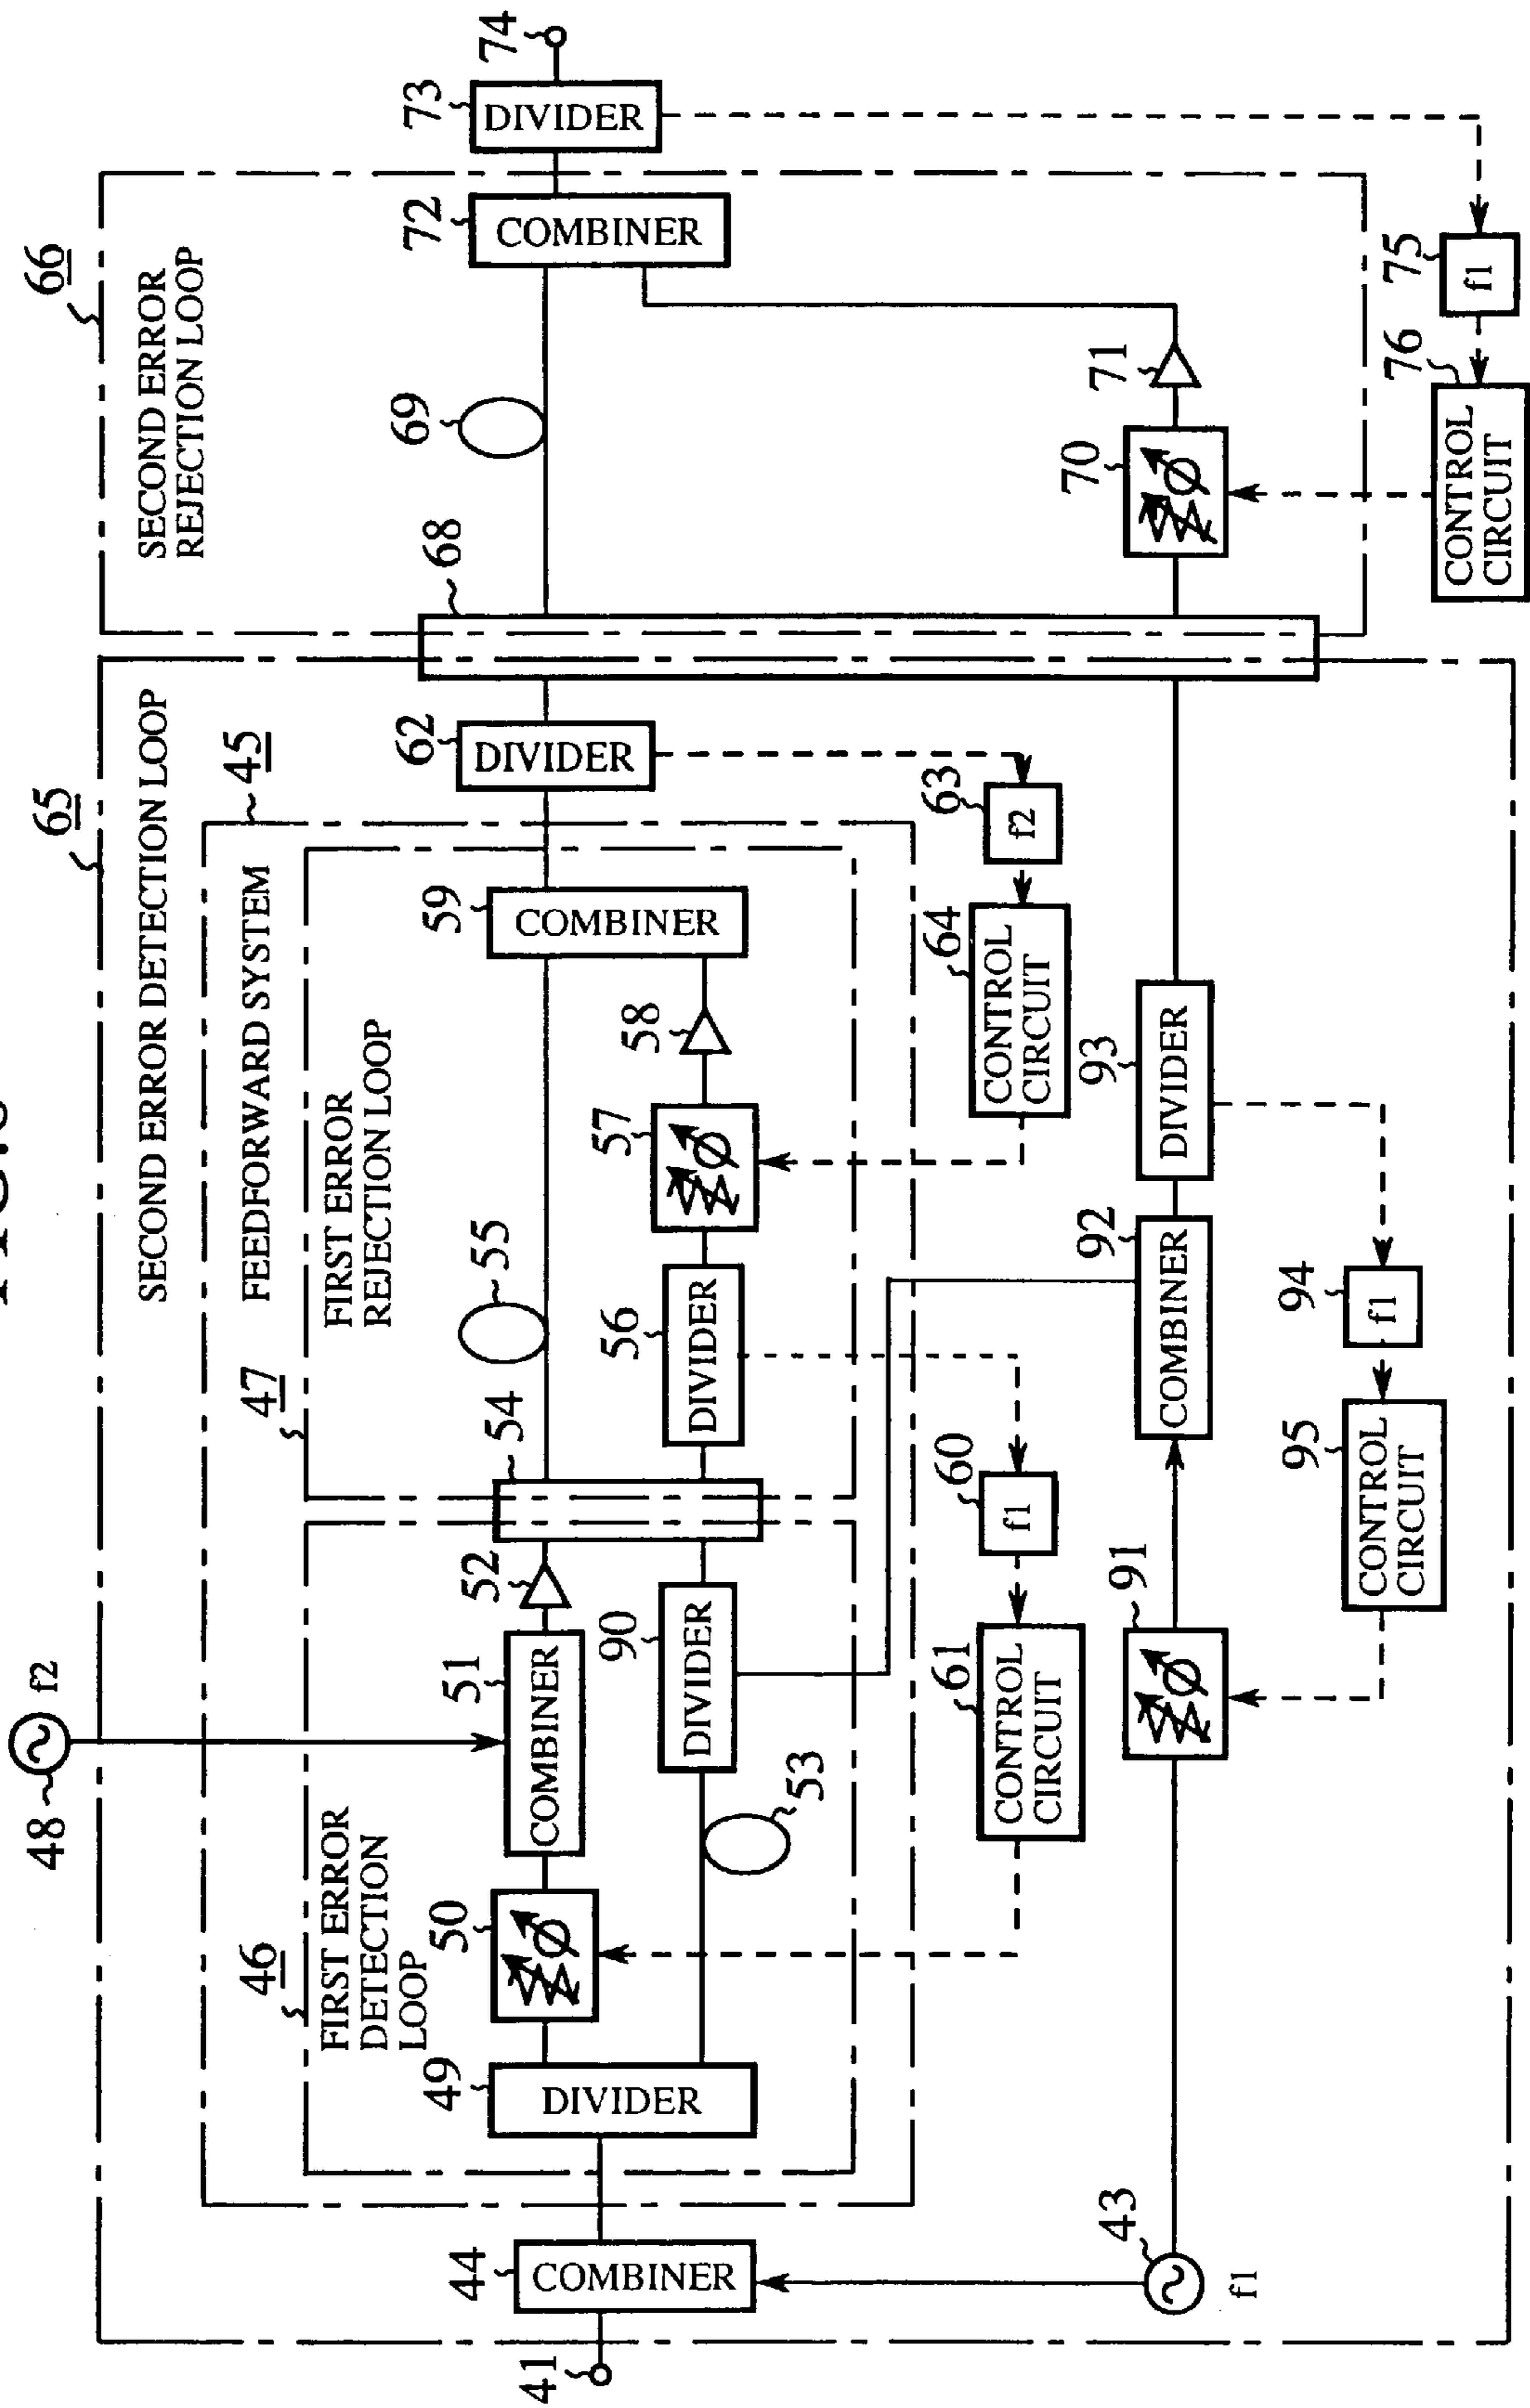 66
SECOND ERROR
REJECTION LOOP
72
COMBINER
73
DIVIDER
74
69
68
70
71
75
f1
76
CONTROL
CIRCUIT
65
SECOND ERROR DETECTION LOOP
45
FEEDFORWARD SYSTEM
47
FIRST ERROR
REJECTION LOOP
62
DIVIDER
63
f2
64
CONTROL
CIRCUIT
59
COMBINER
58
57
56
DIVIDER
55
54
93
DIVIDER
92
COMBINER
94
f1
95
CONTROL
CIRCUIT
60
f1
61
CONTROL
CIRCUIT
91
48
f2
46
FIRST ERROR
DETECTION
LOOP
52
51
COMBINER
90
DIVIDER
53
50
49
DIVIDER
44
COMBINER
41
43
f1